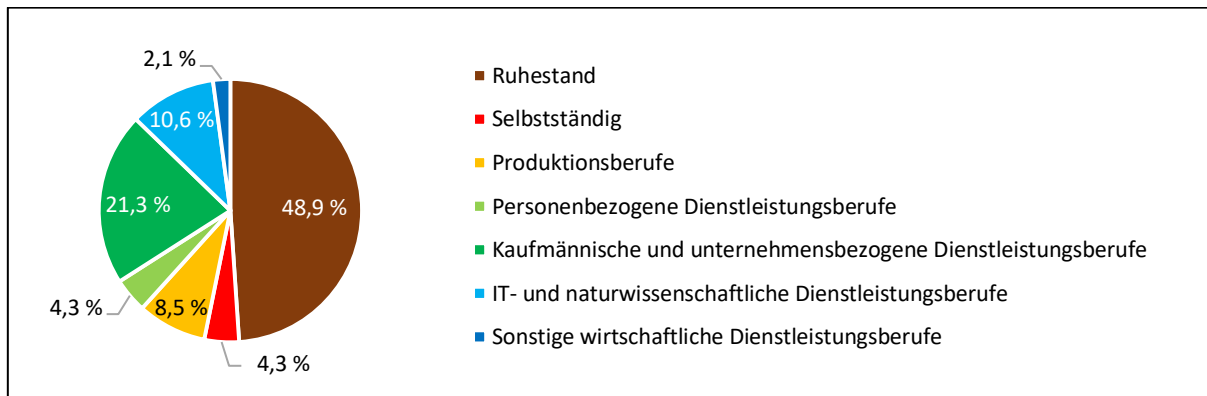 2,1 %
10,6 %
21,3 %
48,9 %
4,3 %
8,5 %
4,3 %
Ruhestand
Selbstständig
Produktionsberufe
Personenbezogene Dienstleistungsberufe
Kaufmännische und unternehmensbezogene Dienstleistungsberufe
IT- und naturwissenschaftliche Dienstleistungsberufe
Sonstige wirtschaftliche Dienstleistungsberufe